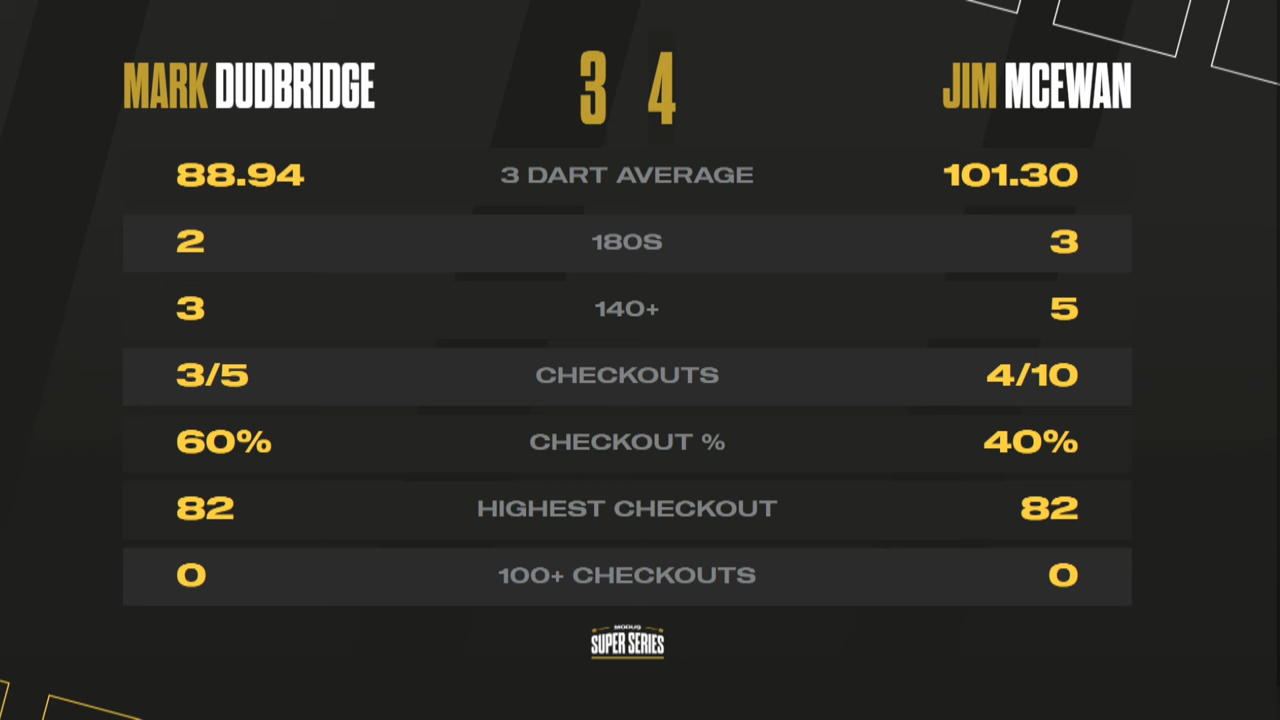 MARK DUDBRIDGE 3 4 JIM MCEWAN
88.94 3 DART AVERAGE 101.30
2 180S 3
3 140+ 5
3/5 CHECKOUTS 4/10
60% CHECKOUT % 40%
82 HIGHEST CHECKOUT 82
0 100+ CHECKOUTS 0
MODUS
SUPER SERIES